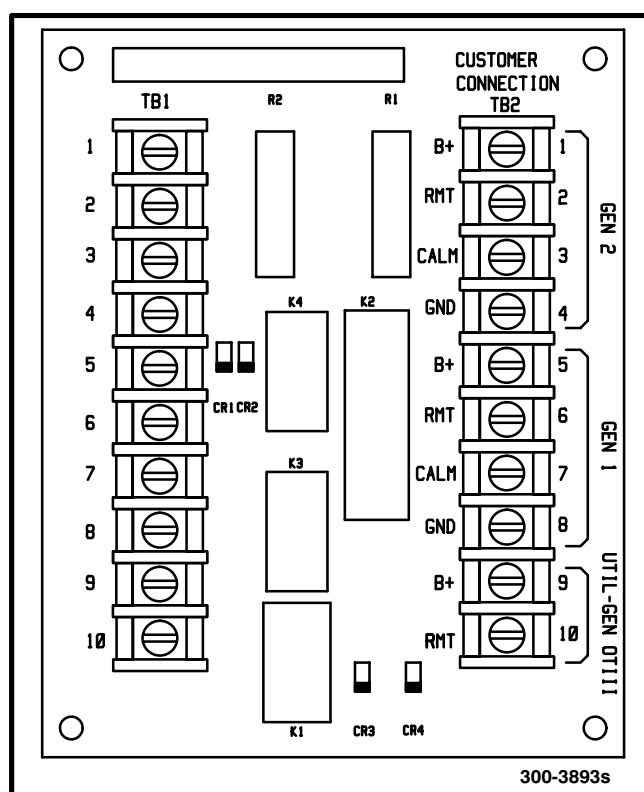 CUSTOMER
CONNECTION
TB1
R2
R1
TB2
1
B+
1
2
RMT
2
3
CALM
3
GEN 2
4
K4
K2
GND
4
5
B+
5
CR1 CR2
6
RMT
6
GEN 1
7
K3
CALM
7
8
GND
8
9
B+
9
UTIL-GEN OTIII
10
RMT
10
K1
CR3
CR4
300-3893s